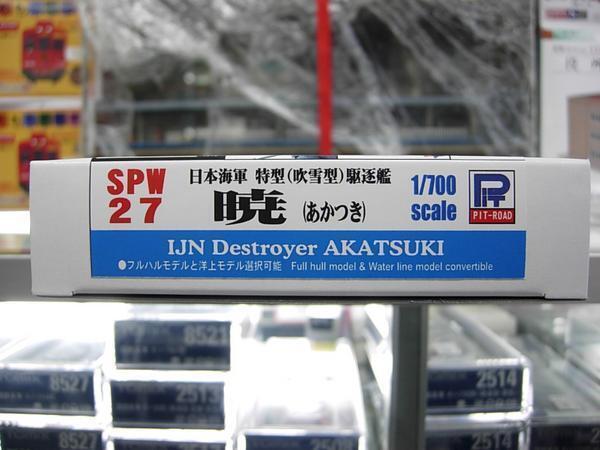 SPW
27
日本海軍 特型(吹雪型)駆逐艦
暁 (あかつき)
1/700
scale
PIT
PIT-ROAD
IJN Destroyer AKATSUKI
●フルハルモデルと洋上モデル選択可能 Full hull model & Water line model convertible
8521
8527
2513
2514
8527
2508
2514